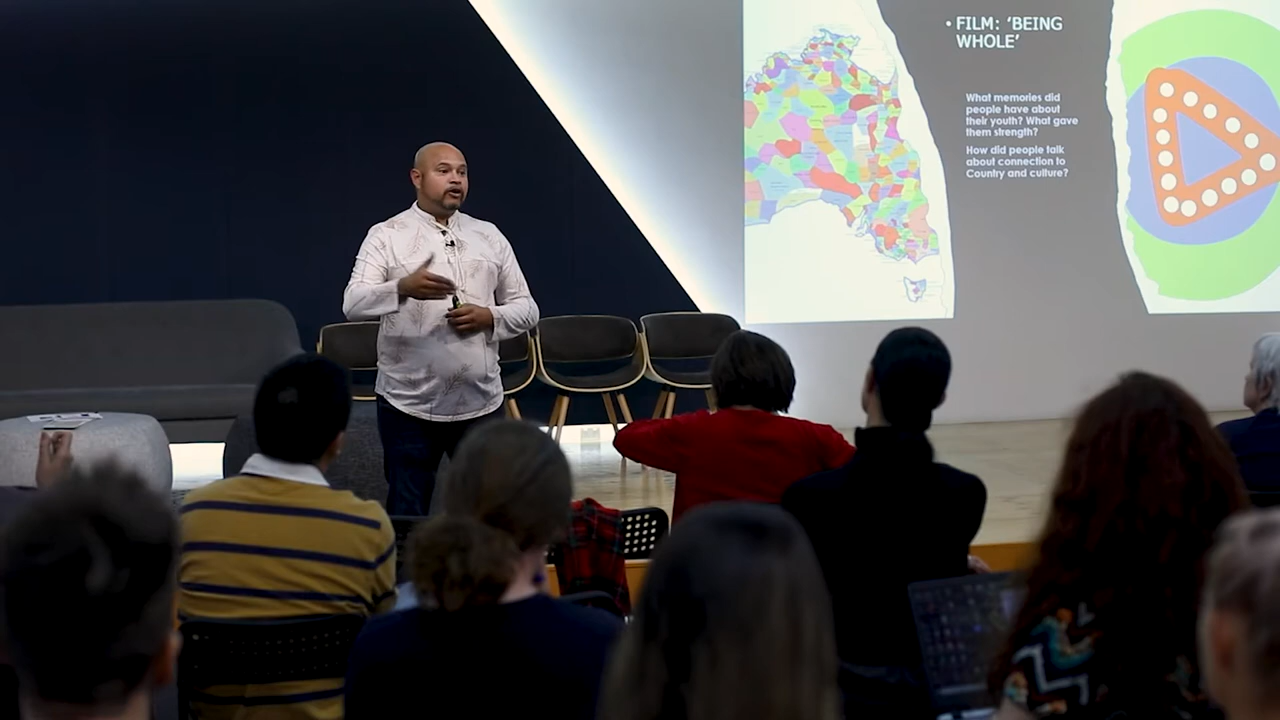 • FILM: 'BEING
WHOLE'
What memories did
people have about
their youth? What gave
them strength?
How did people talk
about connection to
Country and culture?